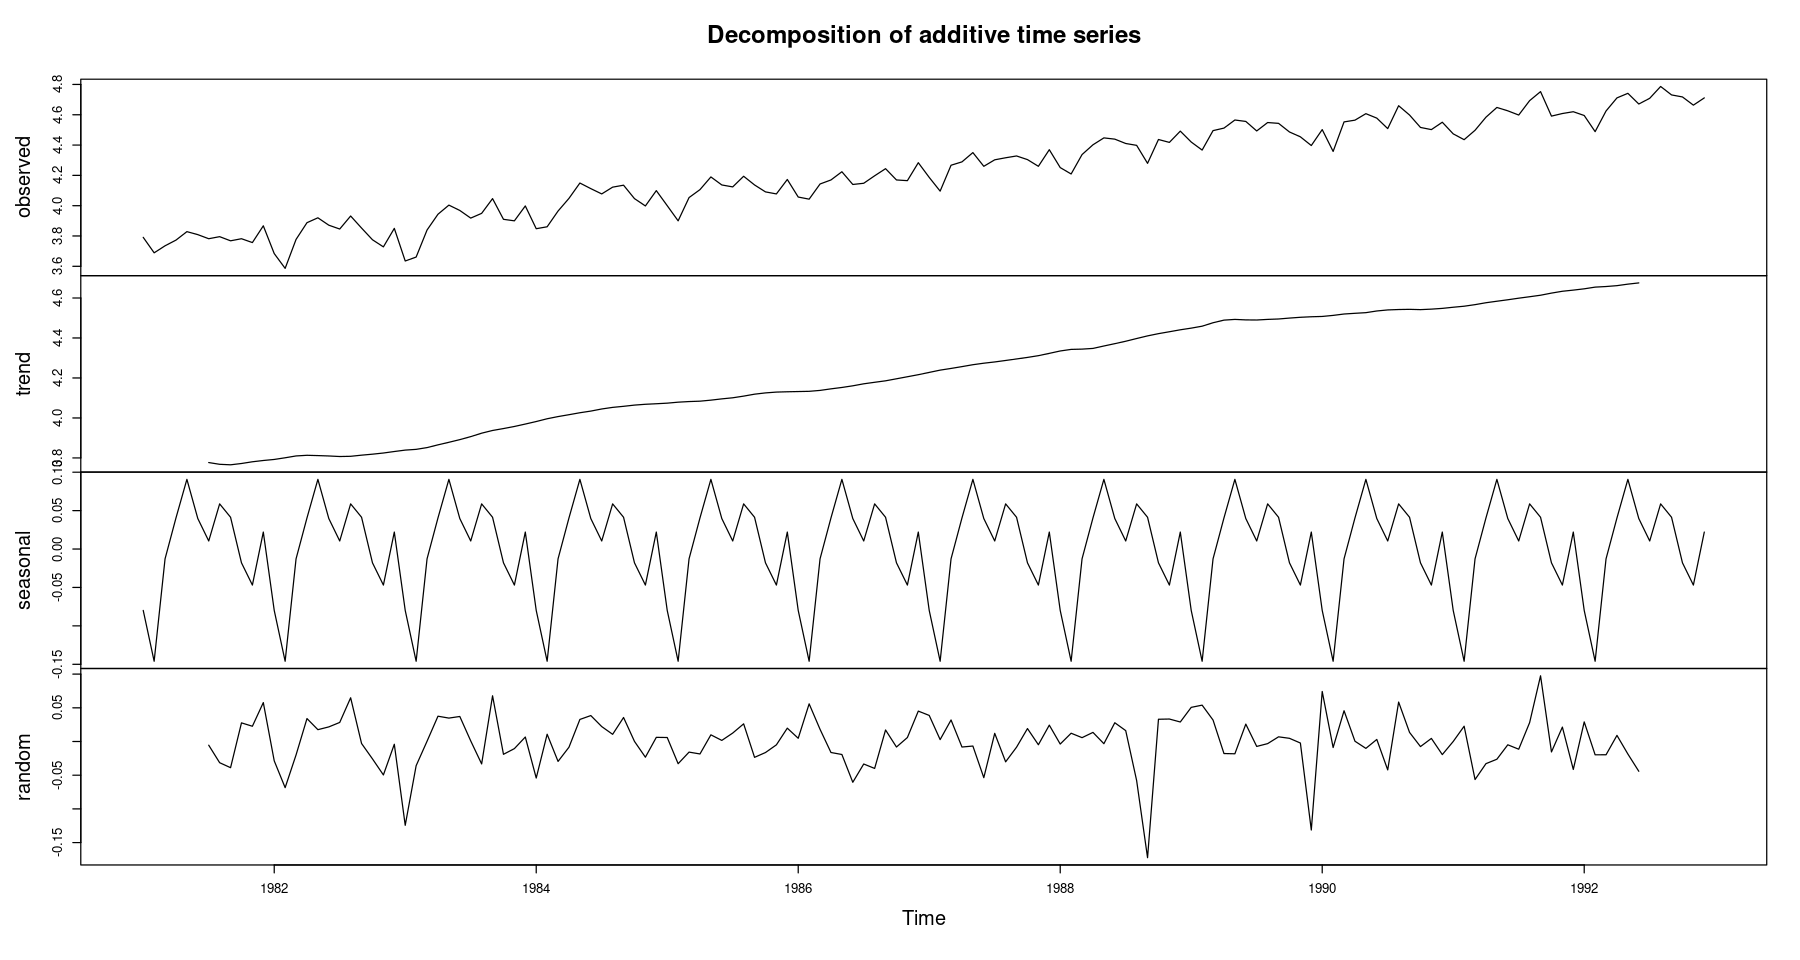 Decomposition of additive time series
observed
3.6 3.8 4.0 4.2 4.4 4.6 4.8
trend
3.8 4.0 4.2 4.4 4.6
seasonal
-0.15 -0.05 0.00 0.05
random
-0.15 -0.05 0.05
1982 1984 1986 1988 1990 1992
Time